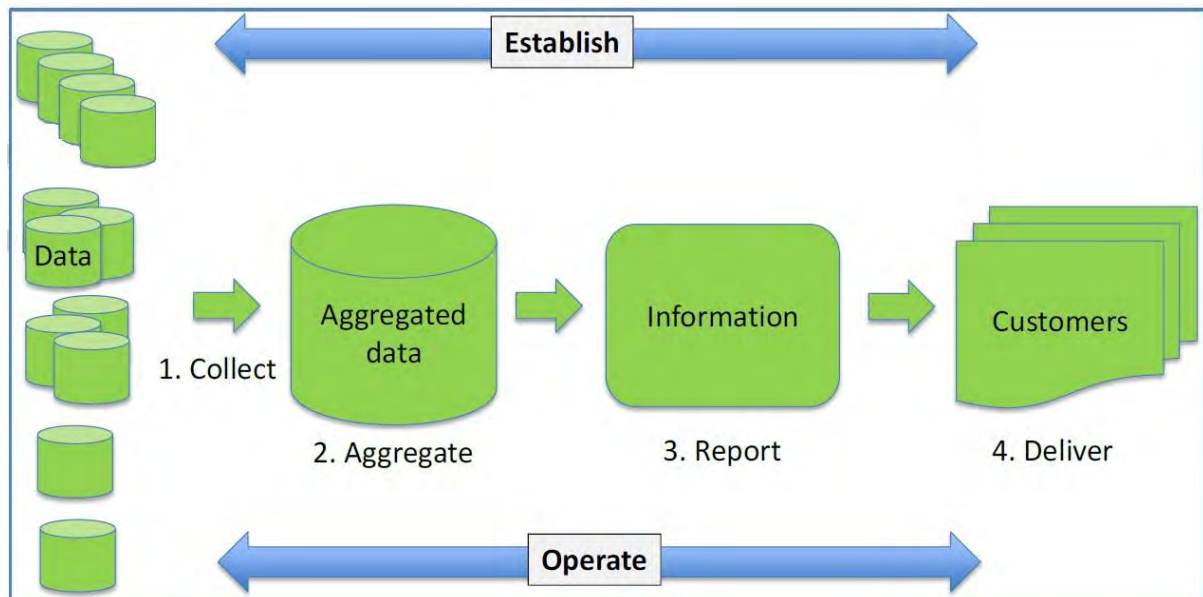 Establish
Data
Aggregated
data
Information
Customers
1. Collect
2. Aggregate
3. Report
4. Deliver
Operate